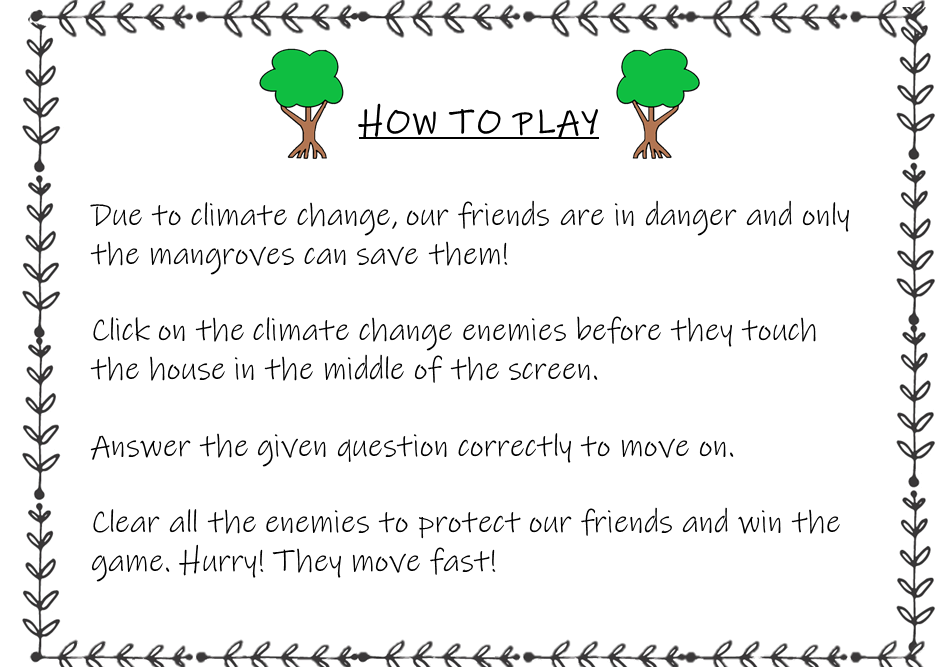 HOW TO PLAY
Due to climate change, our friends are in danger and only
the mangroves can save them!
Click on the climate change enemies before they touch
the house in the middle of the screen.
Answer the given question correctly to move on.
Clear all the enemies to protect our friends and win the
game. Hurry! They move fast!